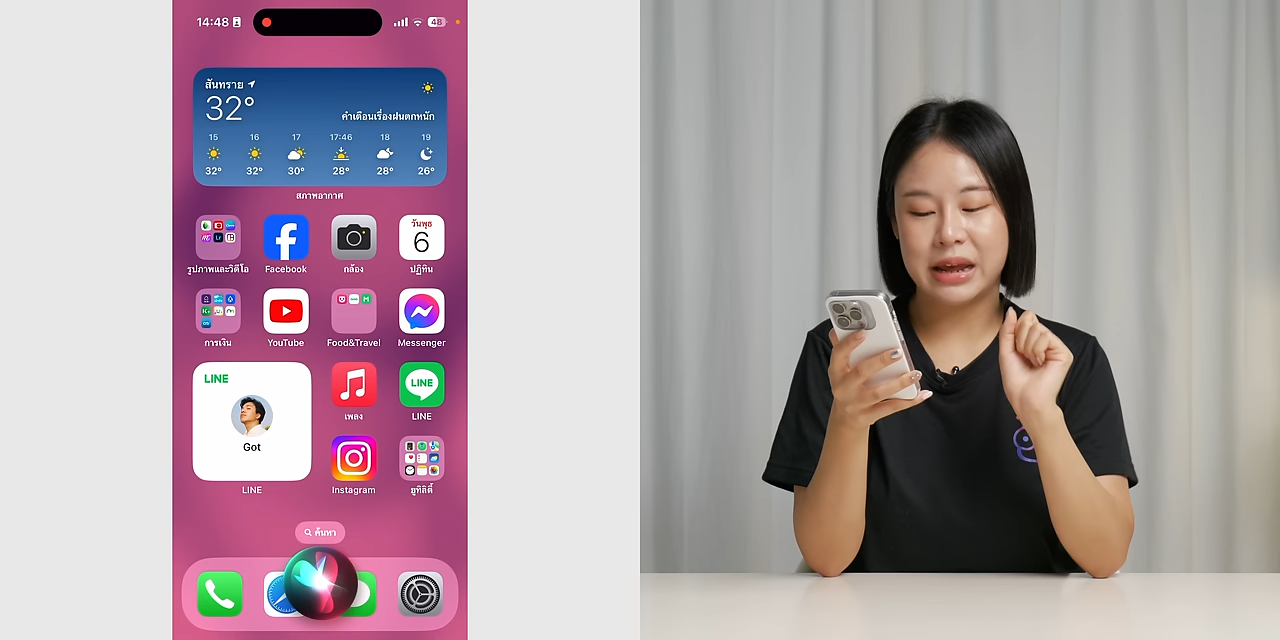 14:48
48
สันทราย
32°
คำเตือนเรื่องฝนตกหนัก
15 16 17 17:46 18 19
32° 32° 30° 28° 28° 26°
สภาพอากาศ
วันพุธ
6
รูปภาพและวิดีโอ Facebook กล้อง ปฏิทิน
การเงิน YouTube Food&Travel Messenger
LINE
LINE
Got
เพลง LINE
LINE Instagram ยูทิลิตี้
ค้นหา